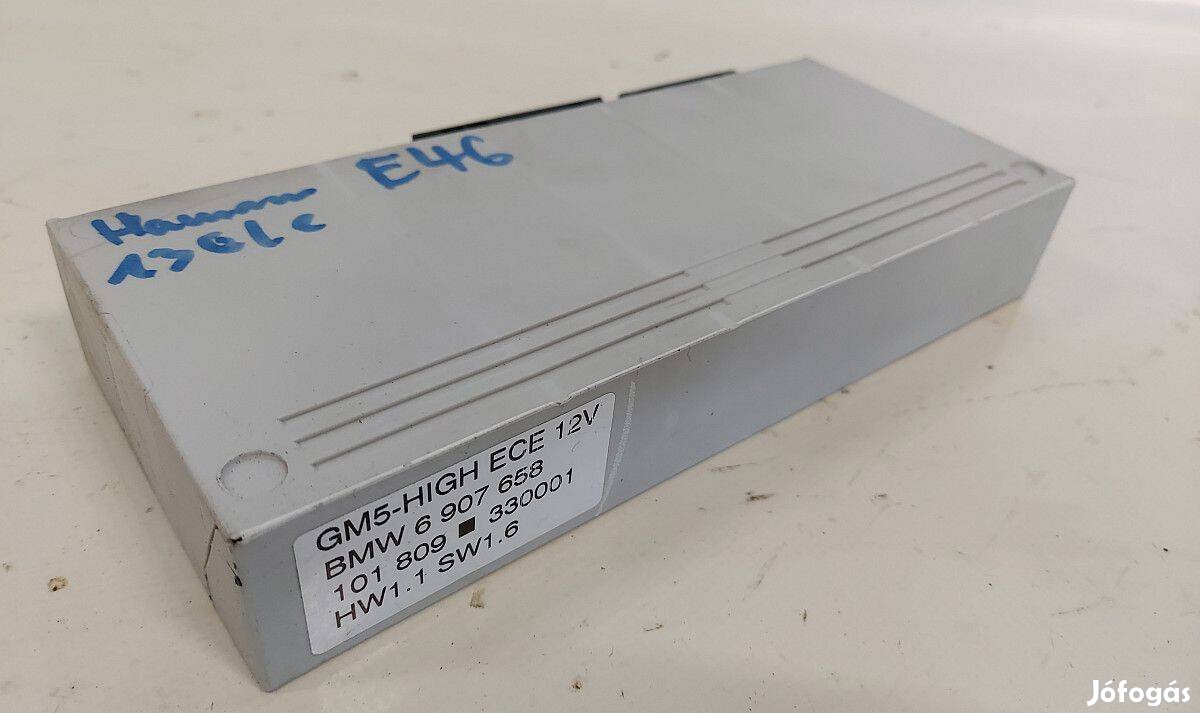 E46
GM5-HIGH ECE 12V
BMW 6 907 658
101 809 ■ 330001
HW1.1 SW1.6
Jófogás